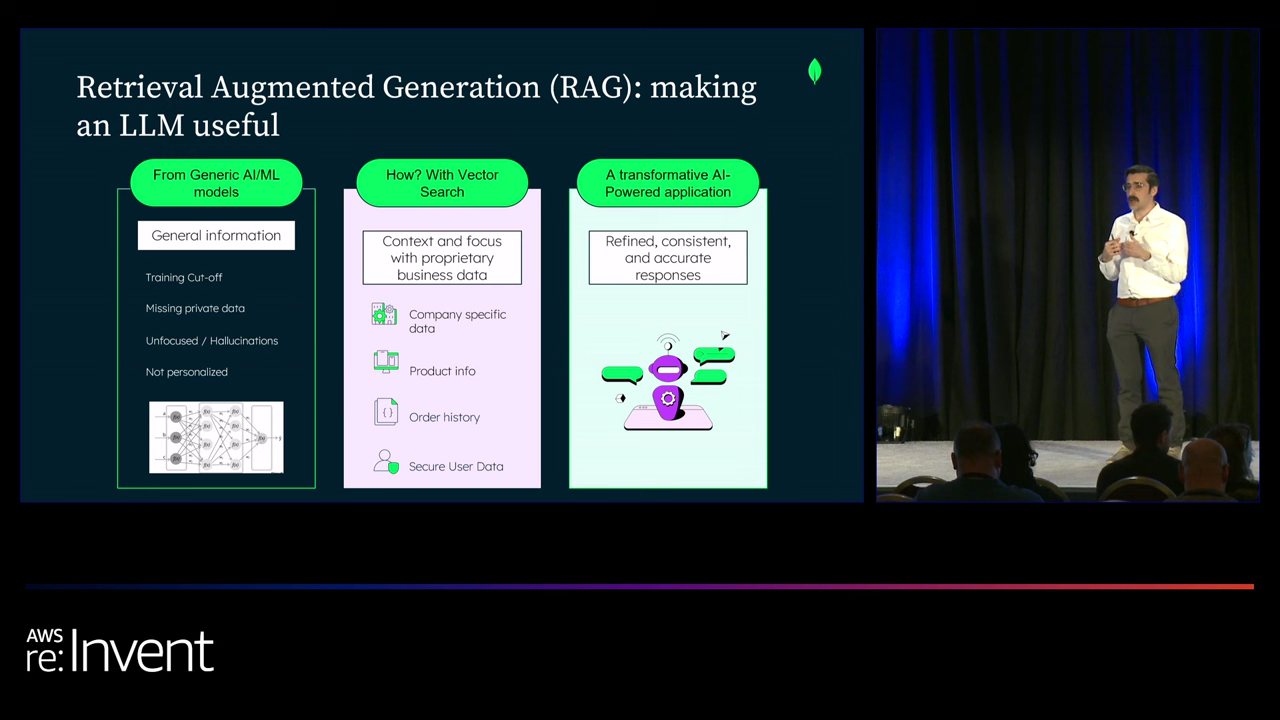 Retrieval Augmented Generation (RAG): making
an LLM useful
From Generic AI/ML
models
General information
Training Cut-off
Missing private data
Unfocused / Hallucinations
Not personalized
How? With Vector
Search
Context and focus
with proprietary
business data
Company specific
data
Product info
Order history
Secure User Data
A transformative AI-
Powered application
Refined, consistent,
and accurate
responses
AWS
re:Invent